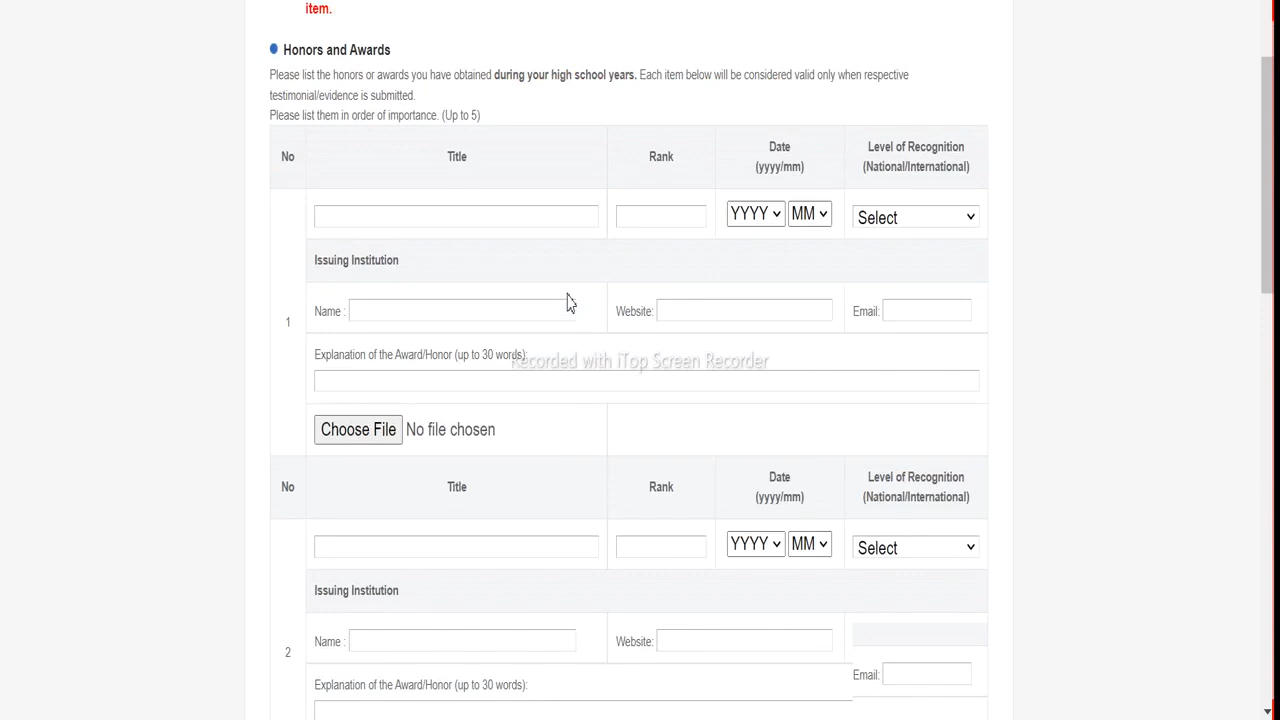 item.
Honors and Awards
Please list the honors or awards you have obtained during your high school years. Each item below will be considered valid only when respective
testimonial/evidence is submitted.
Please list them in order of importance. (Up to 5)
No Title Rank Date (yyyy/mm) Level of Recognition (National/International)
YYYY MM Select
Issuing Institution
1
Name : Website: Email:
Explanation of the Award/Honor (up to 30 words):
Recorded with iTop Screen Recorder
Choose File No file chosen
No Title Rank Date (yyyy/mm) Level of Recognition (National/International)
YYYY MM Select
Issuing Institution
2
Name : Website:
Email:
Explanation of the Award/Honor (up to 30 words):